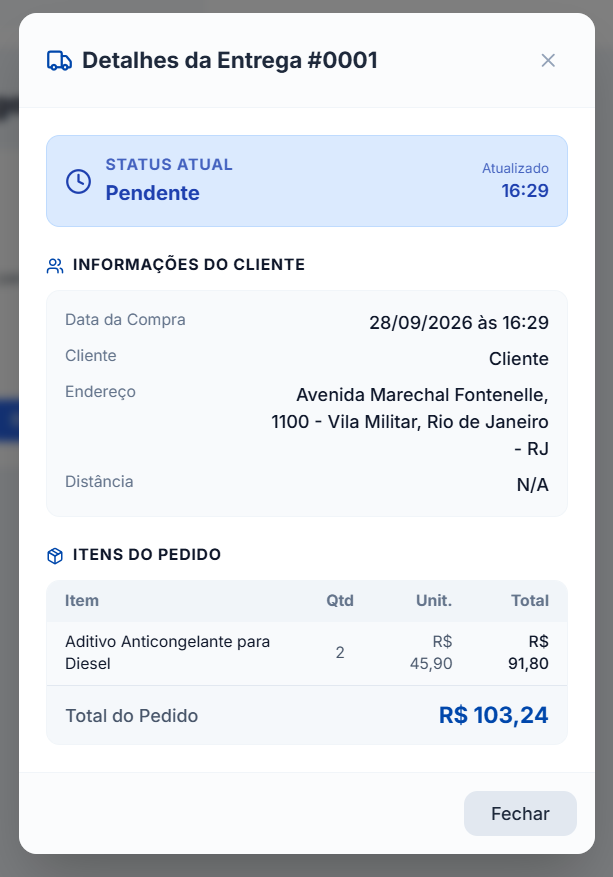 Detalhes da Entrega #0001
STATUS ATUAL
Pendente
Atualizado
16:29
INFORMAÇÕES DO CLIENTE
Data da Compra 28/09/2026 às 16:29
Cliente Cliente
Endereço Avenida Marechal Fontenelle,
1100 - Vila Militar, Rio de Janeiro
- RJ
Distância N/A
ITENS DO PEDIDO
Item Qtd Unit. Total
Aditivo Anticongelante para
Diesel
2
R$
45,90
R$
91,80
Total do Pedido R$ 103,24
Fechar